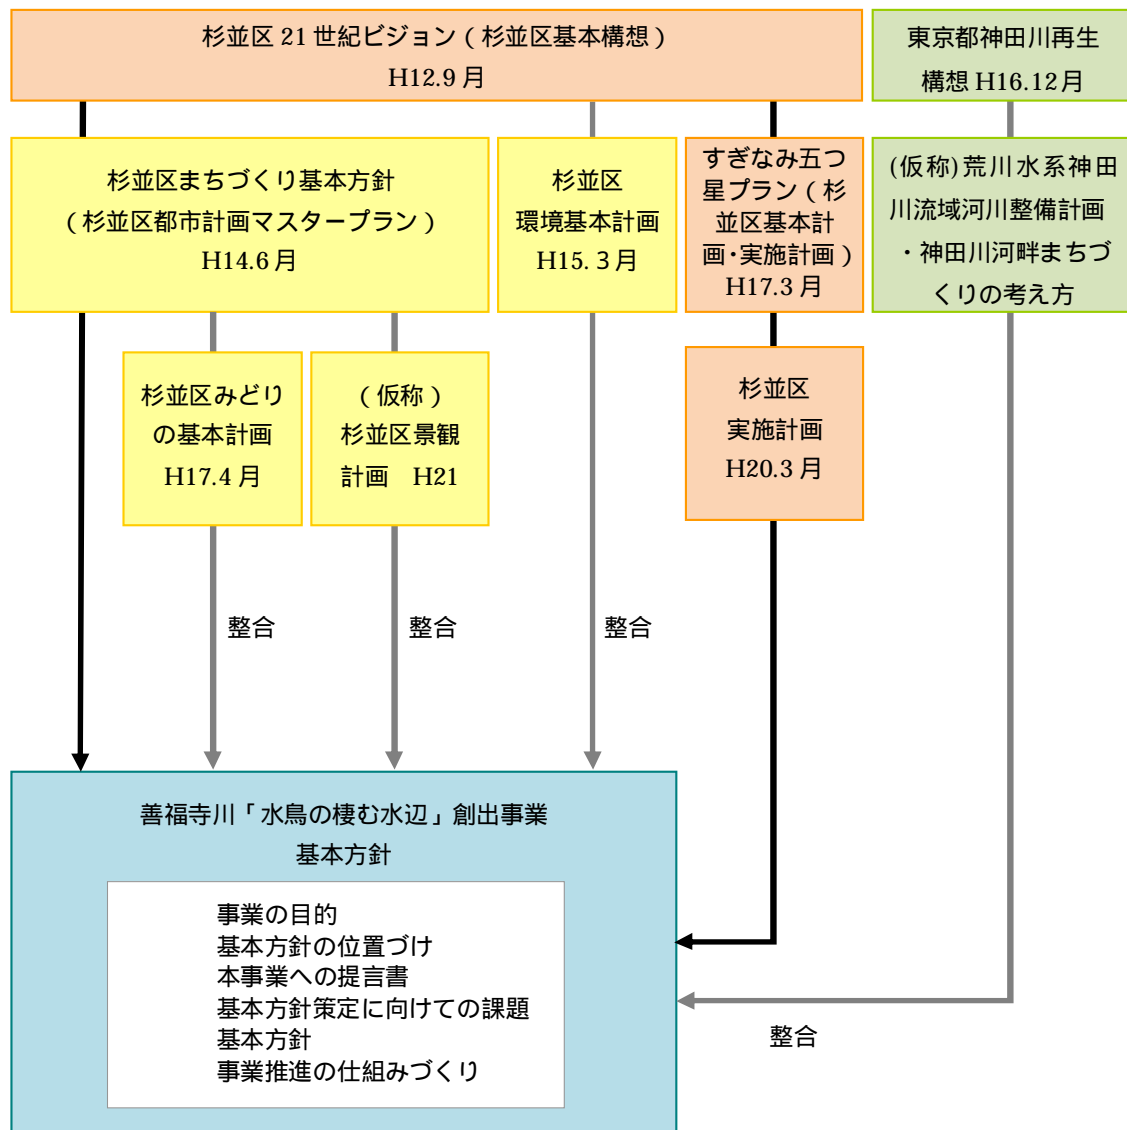 杉並区 21 世紀ビジョン（杉並区基本構想）
H12.9 月
東京都神田川再生
構想 H16.12月
杉並区まちづくり基本方針
（杉並区都市計画マスタープラン）
H14.6 月
杉並区
環境基本計画
H15.３月
すぎなみ五つ
星プラン（杉
並区基本計
画･実施計画）
H17.3 月
(仮称)荒川水系神田
川流域河川整備計画
・神田川河畔まちづ
くりの考え方
杉並区みどり
の基本計画
H17.4 月
（仮称）
杉並区景観
計画　H21
杉並区
実施計画
H20.3 月
整合
整合
整合
善福寺川「水鳥の棲む水辺」創出事業
基本方針
事業の目的
基本方針の位置づけ
本事業への提言書
基本方針策定に向けての課題
基本方針
事業推進の仕組みづくり
整合